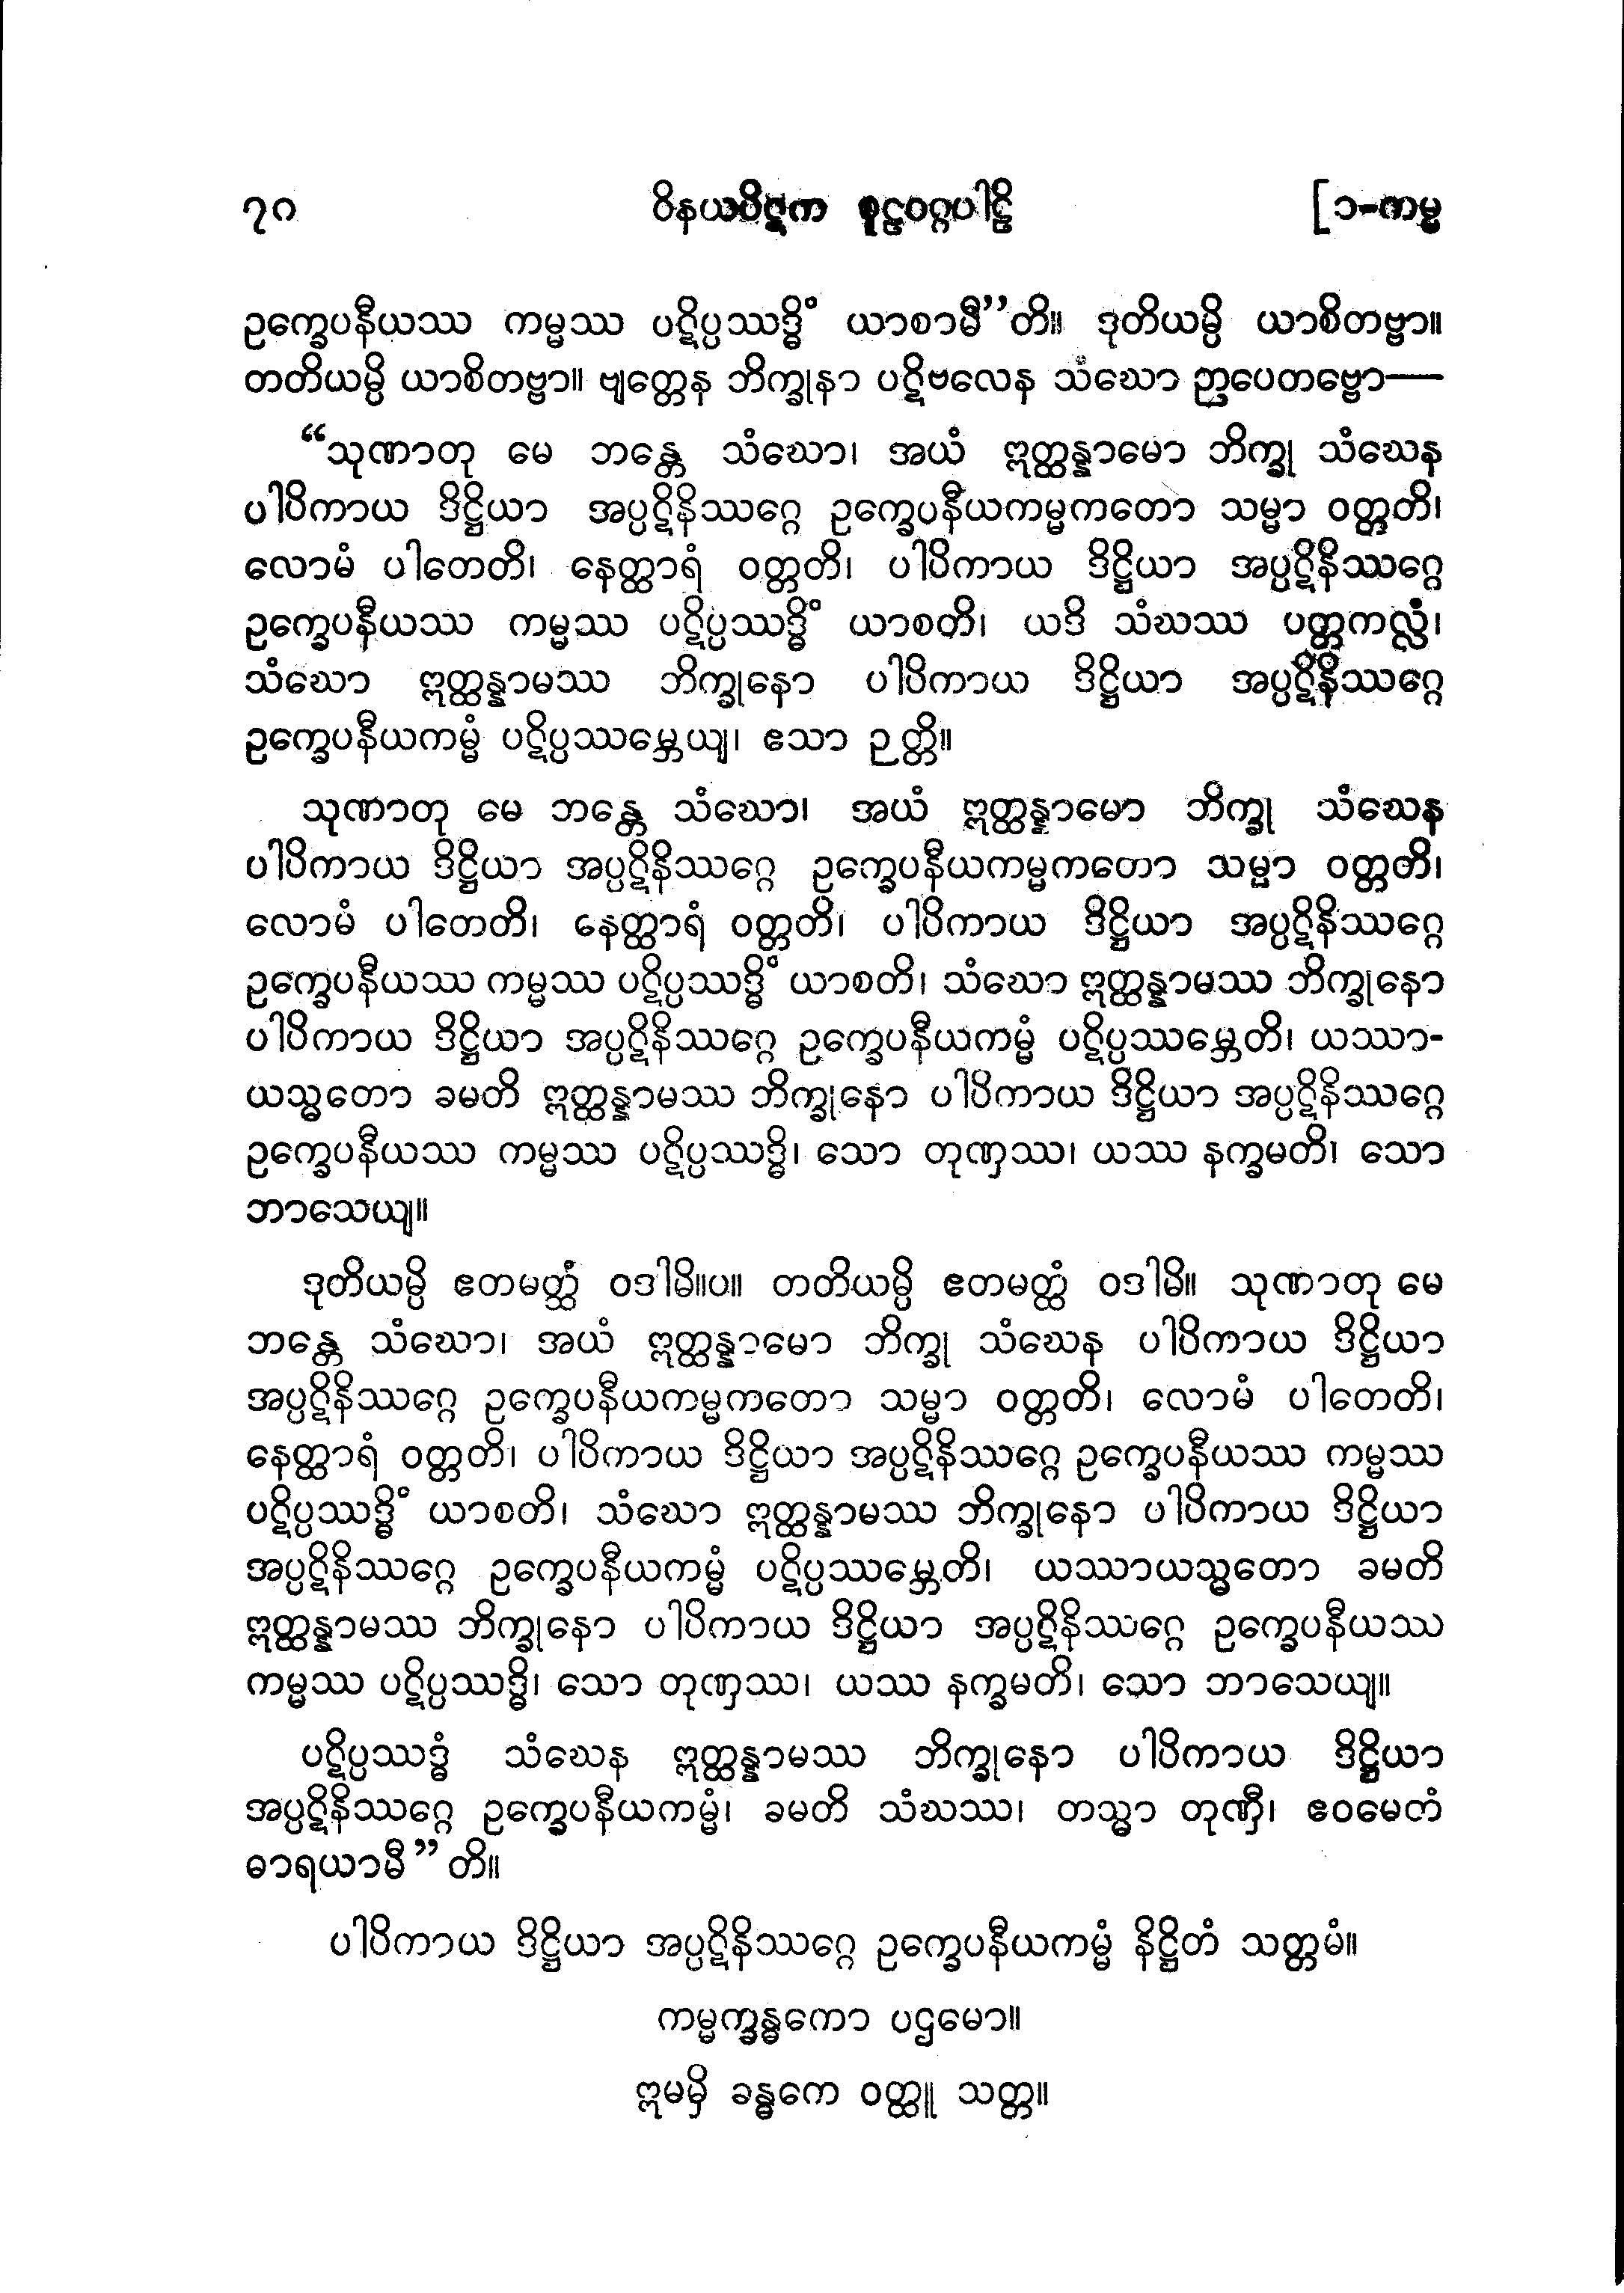 ၇၀ ဝိနယပိဋက စူဠဝဂ္ဂပါဠိ [၁-ကမ္မ
ဥက္ခေပနီယဿ ကမ္မဿ ပဋိပ္ပဿဒ္ဓိံ ယာစာမီ”တိ။ ဒုတိယမ္ပိ ယာစိတဗ္ဗာ။
တတိယမ္ပိ ယာစိတဗ္ဗာ။ ဗျတ္တေန ဘိက္ခုနာ ပဋိဗလေန သံဃော ဉာပေတဗ္ဗော—
“သုဏာတု မေ ဘန္တေ သံဃော၊ အယံ ဣတ္ထန္နာမော ဘိက္ခု သံဃေန
ပါပိကာယ ဒိဋ္ဌိယာ အပ္ပဋိနိဿဂ္ဂေ ဥက္ခေပနီယကမ္မကတော သမ္မာ ဝတ္တတိ၊
လောမံ ပါတေတိ၊ နေတ္ထာရံ ဝတ္တတိ၊ ပါပိကာယ ဒိဋ္ဌိယာ အပ္ပဋိနိဿဂ္ဂေ
ဥက္ခေပနီယဿ ကမ္မဿ ပဋိပ္ပဿဒ္ဓိံ ယာစတိ၊ ယဒိ သံဃဿ ပတ္တကလ္လံ၊
သံဃော ဣတ္ထန္နာမဿ ဘိက္ခုနော ပါပိကာယ ဒိဋ္ဌိယာ အပ္ပဋိနိဿဂ္ဂေ
ဥက္ခေပနီယကမ္မံ ပဋိပ္ပဿမ္ဘေယျ၊ ဧသာ ဉတ္တိ။
သုဏာတု မေ ဘန္တေ သံဃော၊ အယံ ဣတ္ထန္နာမော ဘိက္ခု သံဃေန
ပါပိကာယ ဒိဋ္ဌိယာ အပ္ပဋိနိဿဂ္ဂေ ဥက္ခေပနီယကမ္မကတော သမ္မာ ဝတ္တတိ၊
လောမံ ပါတေတိ၊ နေတ္ထာရံ ဝတ္တတိ၊ ပါပိကာယ ဒိဋ္ဌိယာ အပ္ပဋိနိဿဂ္ဂေ
ဥက္ခေပနီယဿ ကမ္မဿ ပဋိပ္ပဿဒ္ဓိံ ယာစတိ၊ သံဃော ဣတ္ထန္နာမဿ ဘိက္ခုနော
ပါပိကာယ ဒိဋ္ဌိယာ အပ္ပဋိနိဿဂ္ဂေ ဥက္ခေပနီယကမ္မံ ပဋိပ္ပဿမ္ဘေတိ၊ ယဿာ-
ယသ္မတော ခမတိ ဣတ္ထန္နာမဿ ဘိက္ခုနော ပါပိကာယ ဒိဋ္ဌိယာ အပ္ပဋိနိဿဂ္ဂေ
ဥက္ခေပနီယဿ ကမ္မဿ ပဋိပ္ပဿဒ္ဓိ၊ သော တုဏှဿ၊ ယဿ နက္ခမတိ၊ သော
ဘာသေယျ။
ဒုတိယမ္ပိ ဧတမတ္ထံ ဝဒါမိ။ပ။ တတိယမ္ပိ ဧတမတ္ထံ ဝဒါမိ။ သုဏာတု မေ
ဘန္တေ သံဃော၊ အယံ ဣတ္ထန္နာမော ဘိက္ခု သံဃေန ပါပိကာယ ဒိဋ္ဌိယာ
အပ္ပဋိနိဿဂ္ဂေ ဥက္ခေပနီယကမ္မကတော သမ္မာ ဝတ္တတိ၊ လောမံ ပါတေတိ၊
နေတ္ထာရံ ဝတ္တတိ၊ ပါပိကာယ ဒိဋ္ဌိယာ အပ္ပဋိနိဿဂ္ဂေ ဥက္ခေပနီယဿ ကမ္မဿ
ပဋိပ္ပဿဒ္ဓိံ ယာစတိ၊ သံဃော ဣတ္ထန္နာမဿ ဘိက္ခုနော ပါပိကာယ ဒိဋ္ဌိယာ
အပ္ပဋိနိဿဂ္ဂေ ဥက္ခေပနီယကမ္မံ ပဋိပ္ပဿမ္ဘေတိ၊ ယဿာယသ္မတော ခမတိ
ဣတ္ထန္နာမဿ ဘိက္ခုနော ပါပိကာယ ဒိဋ္ဌိယာ အပ္ပဋိနိဿဂ္ဂေ ဥက္ခေပနီယဿ
ကမ္မဿ ပဋိပ္ပဿဒ္ဓိ၊ သော တုဏှဿ၊ ယဿ နက္ခမတိ၊ သော ဘာသေယျ။
ပဋိပ္ပဿဒ္ဓံ သံဃေန ဣတ္ထန္နာမဿ ဘိက္ခုနော ပါပိကာယ ဒိဋ္ဌိယာ
အပ္ပဋိနိဿဂ္ဂေ ဥက္ခေပနီယကမ္မံ၊ ခမတိ သံဃဿ၊ တသ္မာ တုဏှီ၊ ဧဝမေတံ
ဓာရယာမီ”တိ။
ပါပိကာယ ဒိဋ္ဌိယာ အပ္ပဋိနိဿဂ္ဂေ ဥက္ခေပနီယကမ္မံ နိဋ္ဌိတံ သတ္တမံ။
ကမ္မက္ခန္ဓကော ပဌမော။
ဣမမှိ ခန္ဓကေ ဝတ္ထူ သတ္တ။